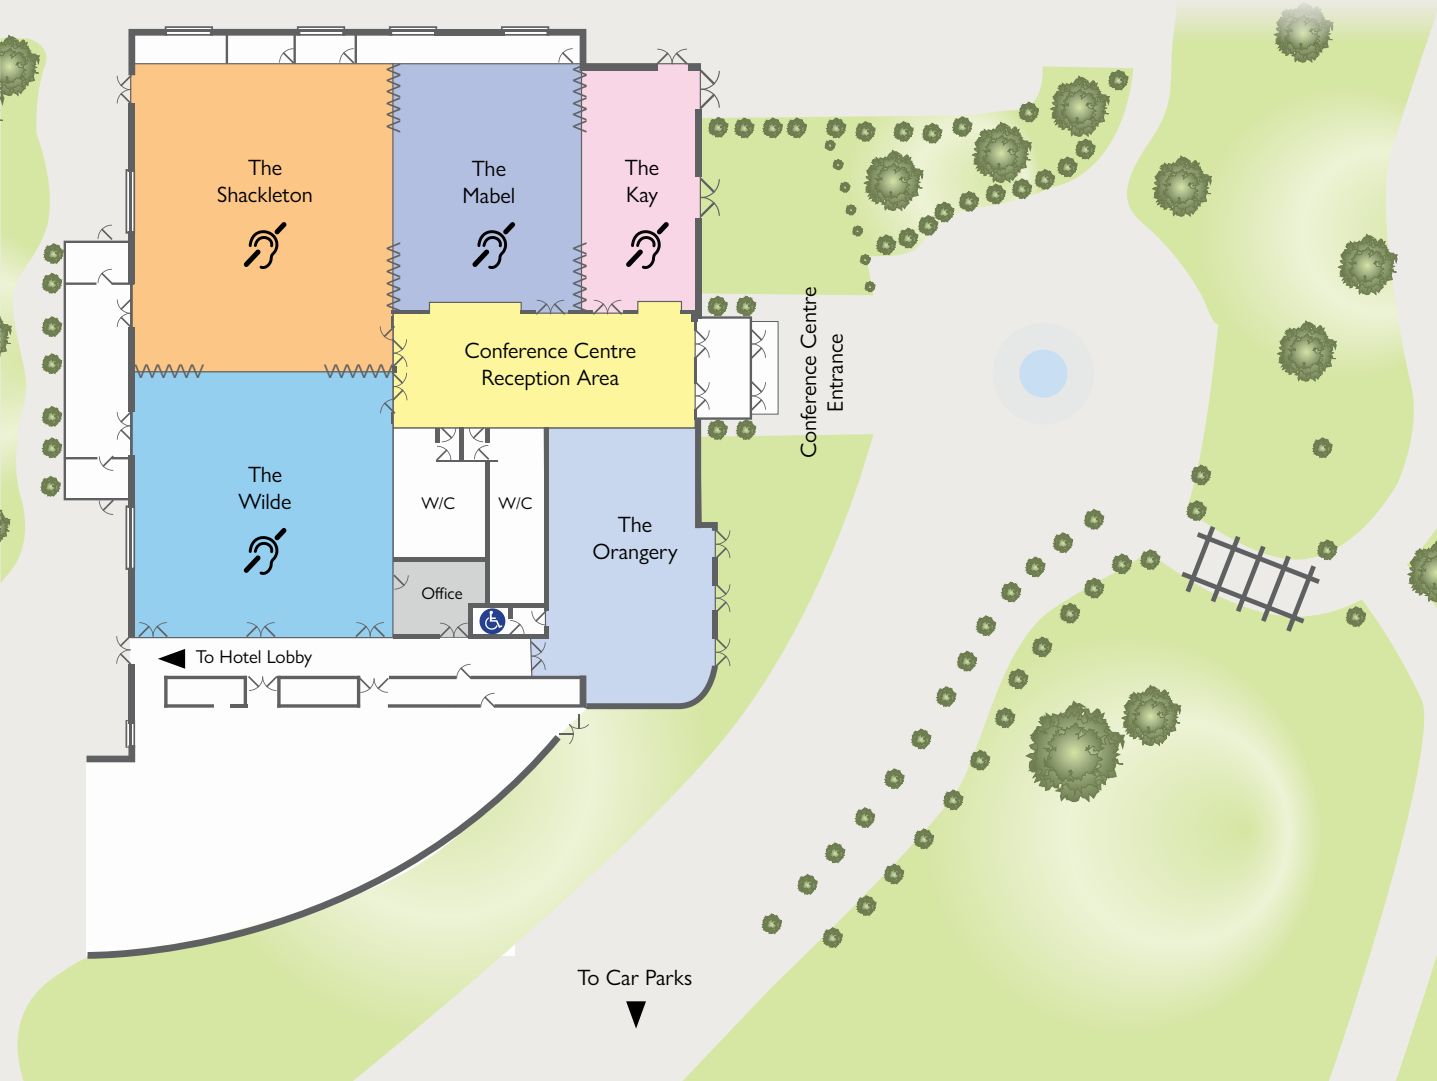 The
Shackleton
The
Mabel
The
Kay
Conference Centre
Reception Area
Conference Centre
Entrance
The
Wilde
W/C
W/C
The
Orangery
Office
To Hotel Lobby
To Car Parks